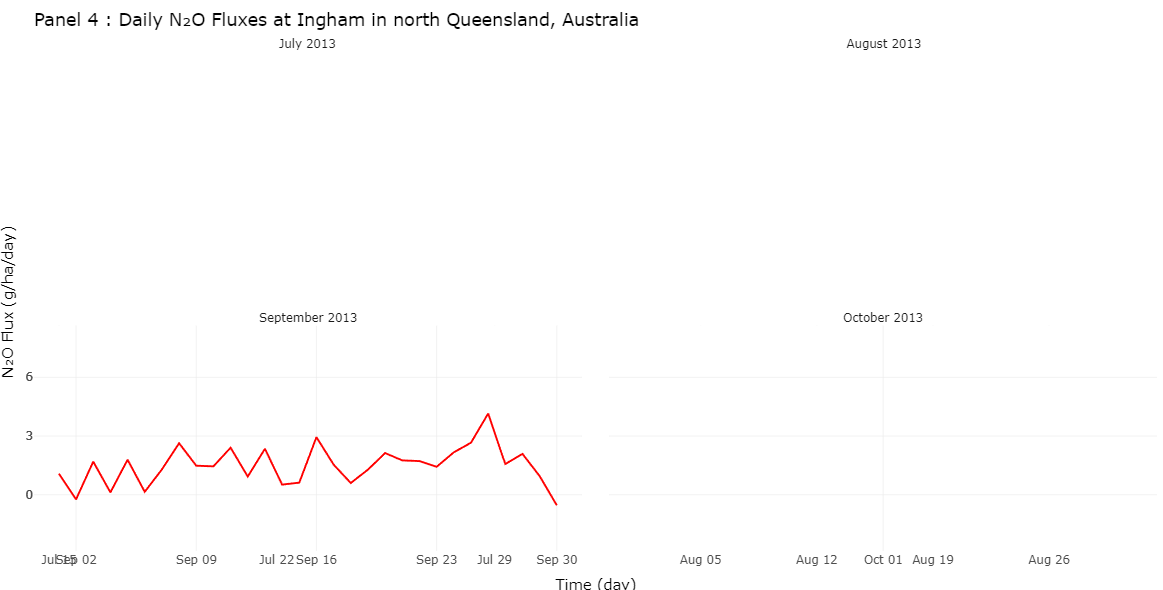 Panel 4 : Daily N₂O Fluxes at Ingham in north Queensland, Australia
July 2013
August 2013
N₂O Flux (g/ha/day)
September 2013
October 2013
6
3
0
Jul 15
Sep 02
Sep 09
Jul 22
Sep 16
Sep 23
Jul 29
Sep 30
Aug 05
Aug 12
Oct 01
Aug 19
Aug 26
Time (day)